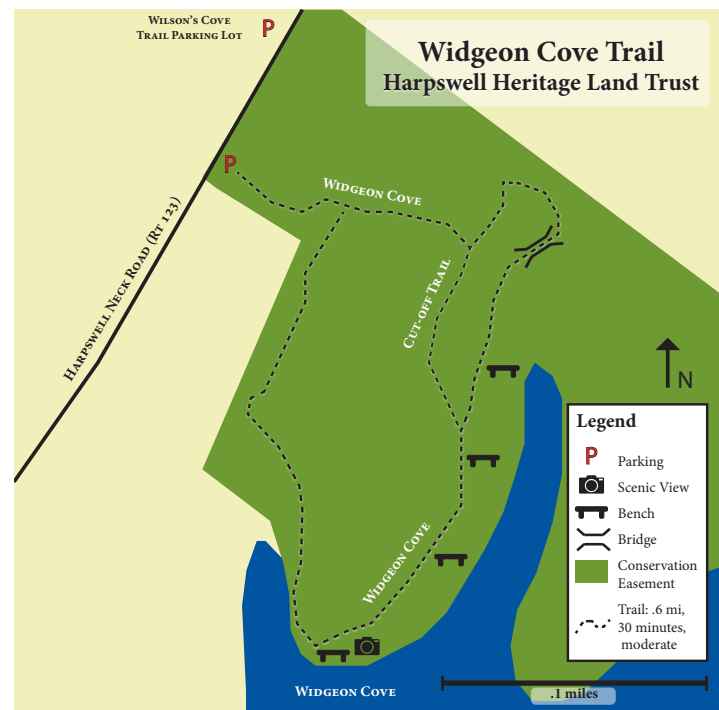 Wilson's Cove
Trail Parking Lot
P
Widgeon Cove Trail
Harpswell Heritage Land Trust
P
Widgeon Cove
Harpswell Neck Road (Rt 123)
Cut-off Trail
N
Widgeon Cove
Widgeon Cove
Legend
P Parking
Scenic View
Bench
Bridge
Conservation
Easement
Trail: .6 mi,
30 minutes,
moderate
.1 miles